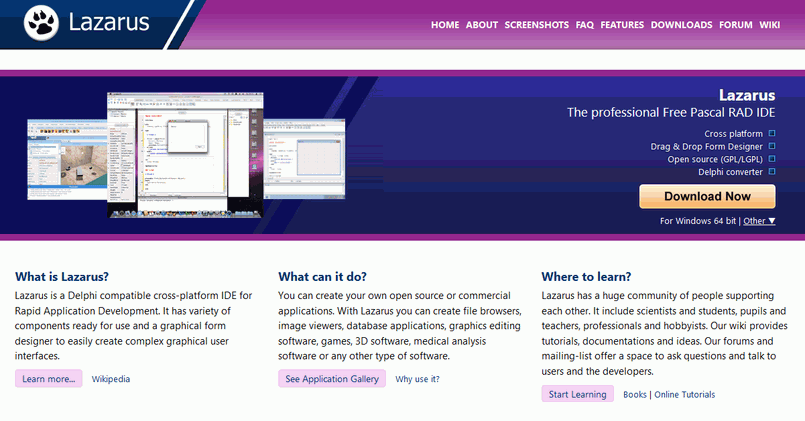 Lazarus
HOME ABOUT SCREENSHOTS FAQ FEATURES DOWNLOADS FORUM WIKI
Lazarus
The professional Free Pascal RAD IDE
Cross platform
Drag & Drop Form Designer
Open source (GPL/LGPL)
Delphi converter
Download Now
For Windows 64 bit | Other ▼
What is Lazarus?
Lazarus is a Delphi compatible cross-platform IDE for
Rapid Application Development. It has variety of
components ready for use and a graphical form
designer to easily create complex graphical user
interfaces.
Learn more... Wikipedia
What can it do?
You can create your own open source or commercial
applications. With Lazarus you can create file browsers,
image viewers, database applications, graphics editing
software, games, 3D software, medical analysis
software or any other type of software.
See Application Gallery Why use it?
Where to learn?
Lazarus has a huge community of people supporting
each other. It include scientists and students, pupils and
teachers, professionals and hobbyists. Our wiki provides
tutorials, documentations and ideas. Our forums and
mailing-list offer a space to ask questions and talk to
users and the developers.
Start Learning Books | Online Tutorials